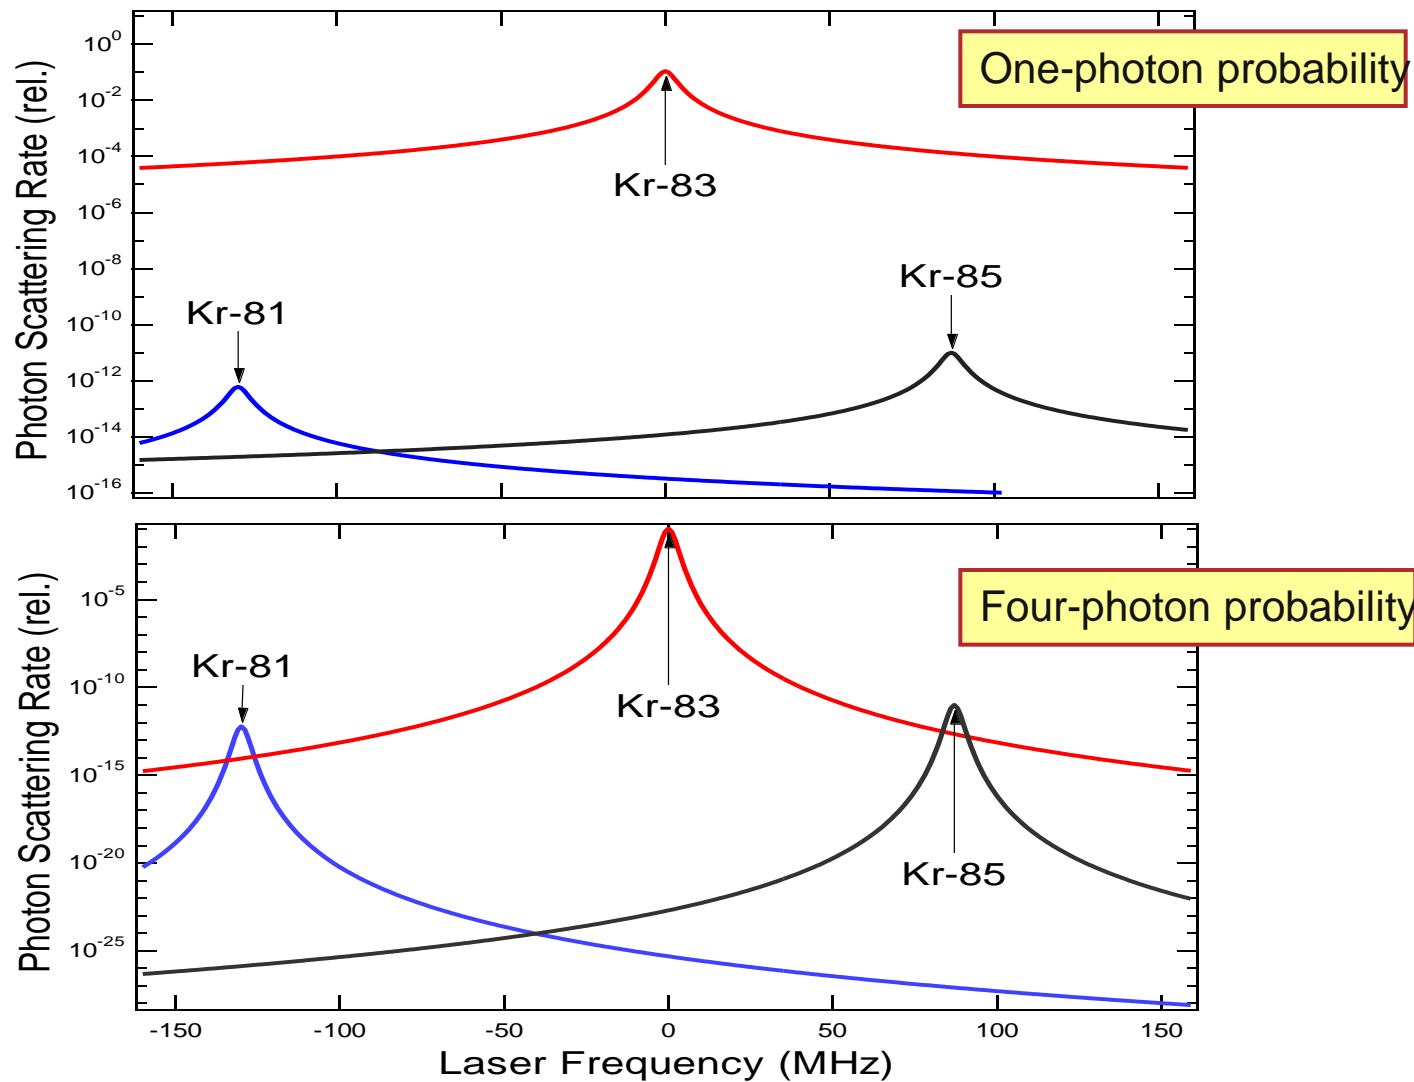 One-photon probability
Photon Scattering Rate (rel.)
10^0
10^-2
10^-4
10^-6
10^-8
10^-10
10^-12
10^-14
10^-16
Kr-83
Kr-85
Kr-81
Four-photon probability
Photon Scattering Rate (rel.)
10^-5
10^-10
10^-15
10^-20
10^-25
Kr-81
Kr-83
Kr-85
-150 -100 -50 0 50 100 150
Laser Frequency (MHz)